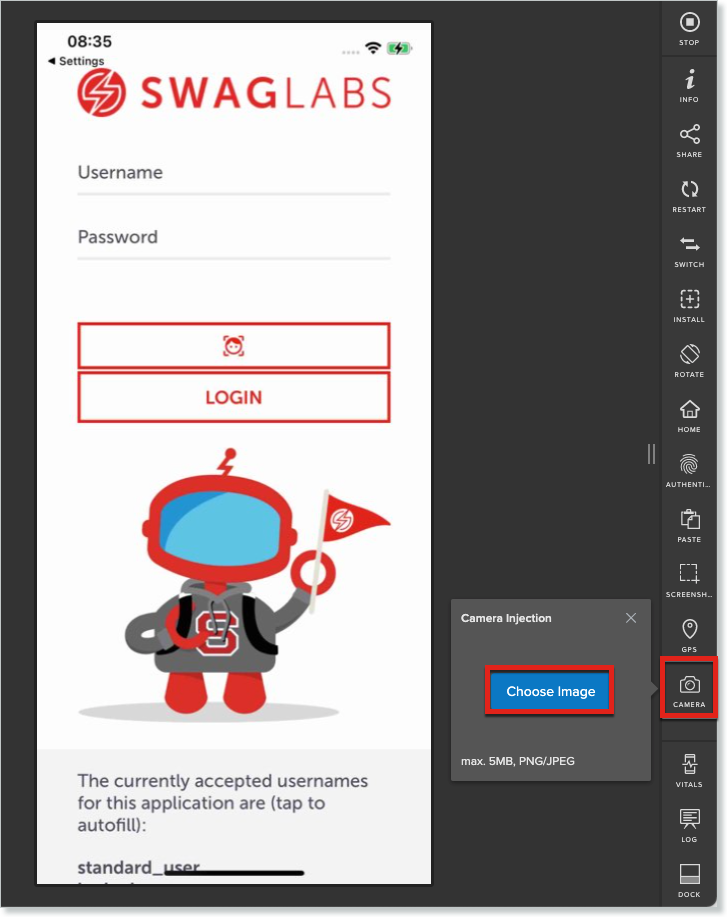 08:35
Settings
SWAGLABS
Username
Password
LOGIN
S
The currently accepted usernames
for this application are (tap to
autofill):
standard_user
STOP
INFO
SHARE
RESTART
SWITCH
INSTALL
ROTATE
HOME
AUTHENTI...
PASTE
SCREENSH...
GPS
CAMERA
VITALS
LOG
DOCK
Camera Injection
Choose Image
max. 5MB, PNG/JPEG